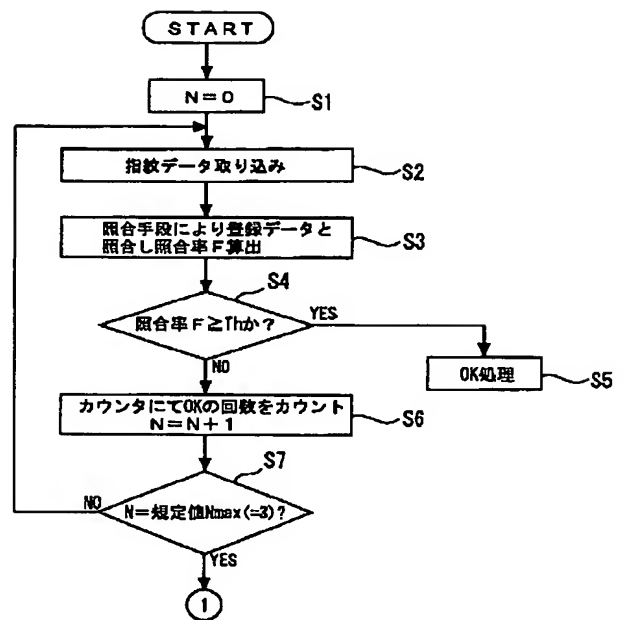 START
N=0
S1
指紋データ取り込み
S2
照合手段により登録データと
照合し照合率F算出
S3
S4
照合率F≧Thか?
YES
NO
OK処理
S5
カウンタにてOKの回数をカウント
N=N+1
S6
S7
N=規定値Nmax(=3)?
NO
YES
1